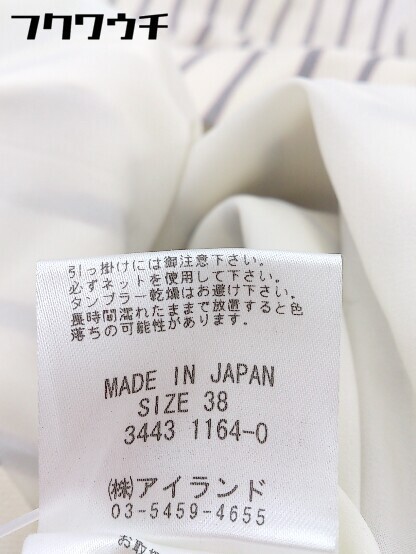 フクワウチ
引っ掛けには御注意下さい。
必ずネットを使用して下さい。
タンブラー乾燥はお避け下さい。
長時間濡れたままで放置すると色
落ちの可能性があります。
MADE IN JAPAN
SIZE 38
3443 1164-0
㈱アイランド
03-5459-4655
お取扱